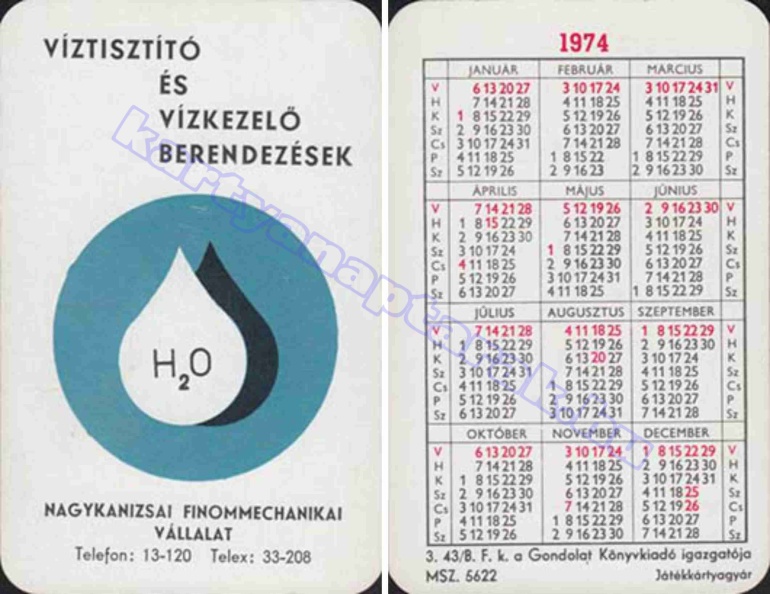 VÍZTISZTÍTÓ
ÉS
VÍZKEZELŐ
BERENDEZÉSEK
H2O
NAGYKANIZSAI FINOMMECHANIKAI
VÁLLALAT
Telefon: 13-120 Telex: 33-208
kartyanaptarak.hu
1974
JANUÁR FEBRUÁR MÁRCIUS
V 6 13 20 27 3 10 17 24 3 10 17 24 31 V
H 7 14 21 28 4 11 18 25 4 11 18 25 H
K 1 8 15 22 29 5 12 19 26 5 12 19 26 K
Sz 2 9 16 23 30 6 13 20 27 6 13 20 27 Sz
Cs 3 10 17 24 31 7 14 21 28 7 14 21 28 Cs
P 4 11 18 25 1 8 15 22 1 8 15 22 29 P
Sz 5 12 19 26 2 9 16 23 2 9 16 23 30 Sz
ÁPRILIS MÁJUS JÚNIUS
V 7 14 21 28 5 12 19 26 2 9 16 23 30 V
H 1 8 15 22 29 6 13 20 27 3 10 17 24 H
K 2 9 16 23 30 7 14 21 28 4 11 18 25 K
Sz 3 10 17 24 1 8 15 22 29 5 12 19 26 Sz
Cs 4 11 18 25 2 9 16 23 30 6 13 20 27 Cs
P 5 12 19 26 3 10 17 24 31 7 14 21 28 P
Sz 6 13 20 27 4 11 18 25 1 8 15 22 29 Sz
JÚLIUS AUGUSZTUS SZEPTEMBER
V 7 14 21 28 4 11 18 25 1 8 15 22 29 V
H 1 8 15 22 29 5 12 19 26 2 9 16 23 30 H
K 2 9 16 23 30 6 13 20 27 3 10 17 24 K
Sz 3 10 17 24 31 7 14 21 28 4 11 18 25 Sz
Cs 4 11 18 25 1 8 15 22 29 5 12 19 26 Cs
P 5 12 19 26 2 9 16 23 30 6 13 20 27 P
Sz 6 13 20 27 3 10 17 24 31 7 14 21 28 Sz
OKTÓBER NOVEMBER DECEMBER
V 6 13 20 27 3 10 17 24 1 8 15 22 29 V
H 7 14 21 28 4 11 18 25 2 9 16 23 30 H
K 1 8 15 22 29 5 12 19 26 3 10 17 24 31 K
Sz 2 9 16 23 30 6 13 20 27 4 11 18 25 Sz
Cs 3 10 17 24 31 7 14 21 28 5 12 19 26 Cs
P 4 11 18 25 1 8 15 22 29 6 13 20 27 P
Sz 5 12 19 26 2 9 16 23 30 7 14 21 28 Sz
3. 43/B. F. k. a Gondolat Könyvkiadó igazgatója
MSZ. 5622 Játékkártyagyár